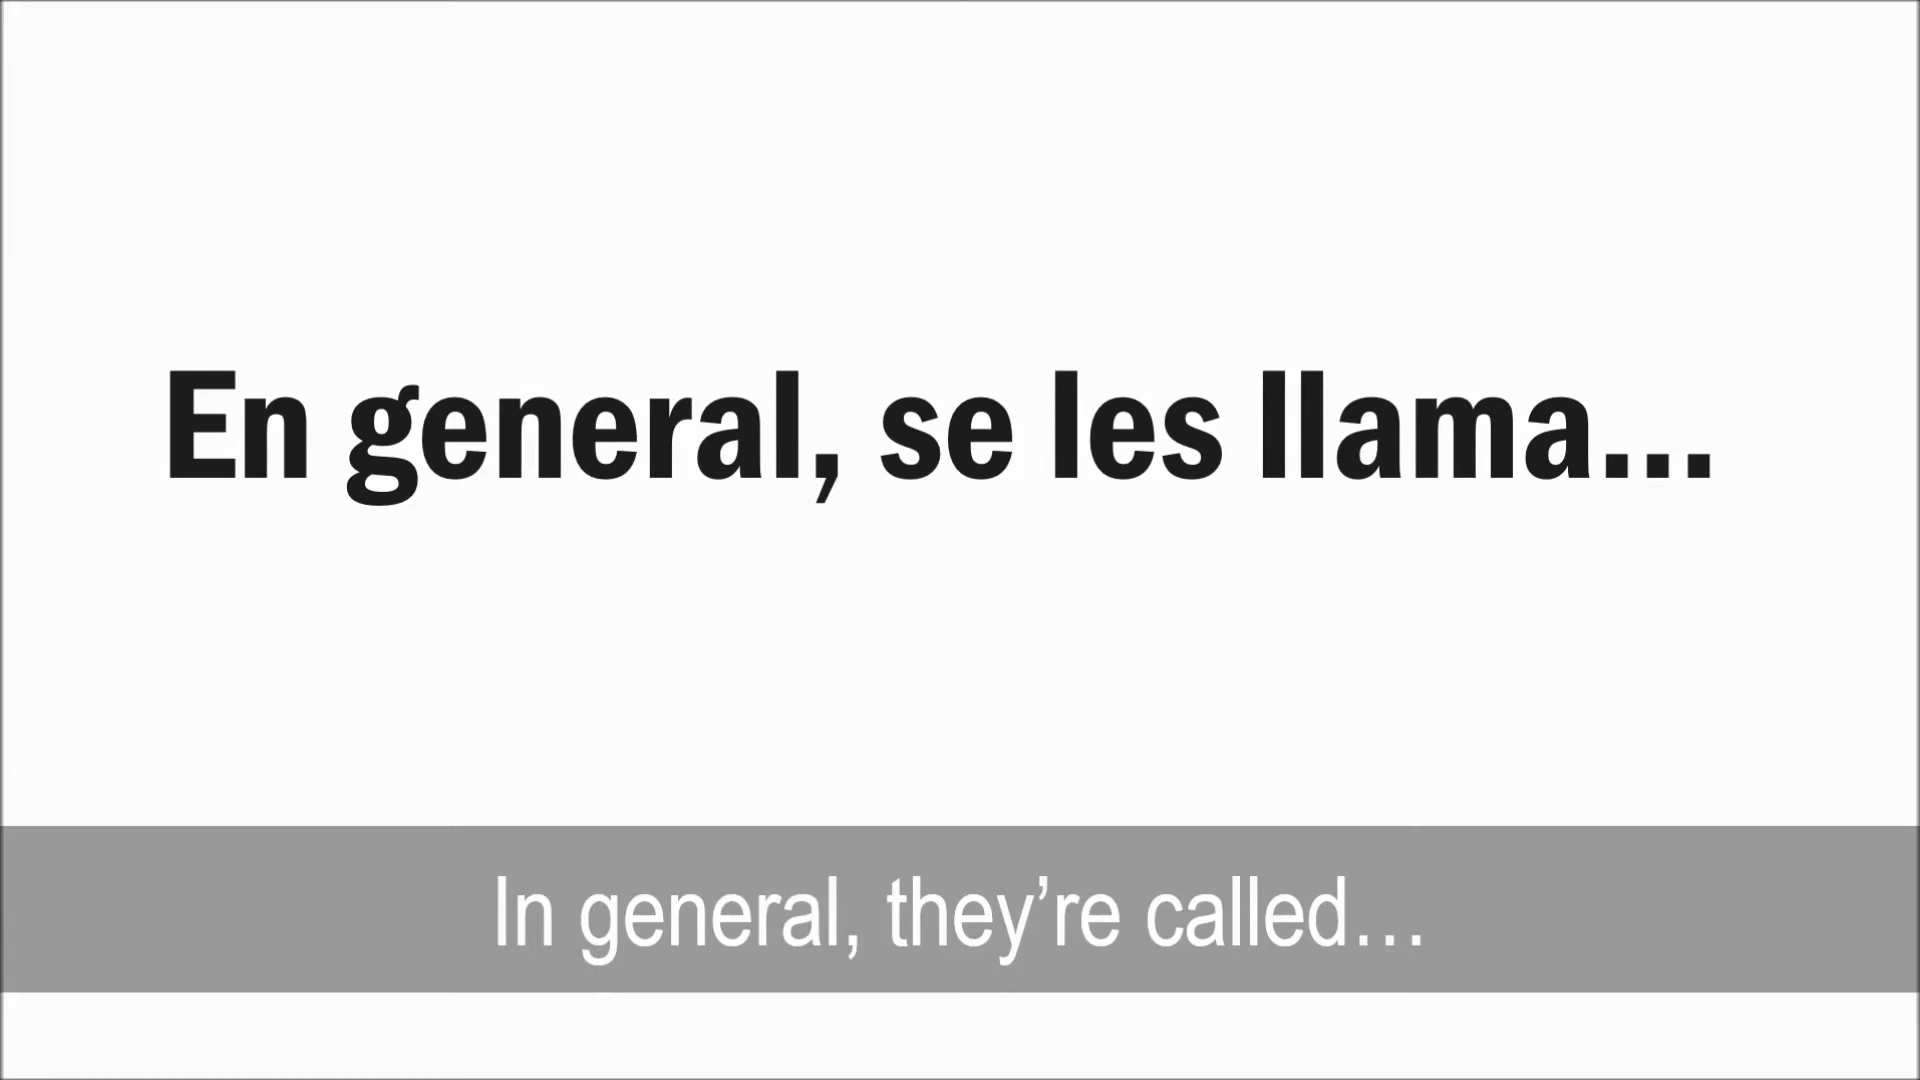 En general, se les llama...
In general, they’re called…